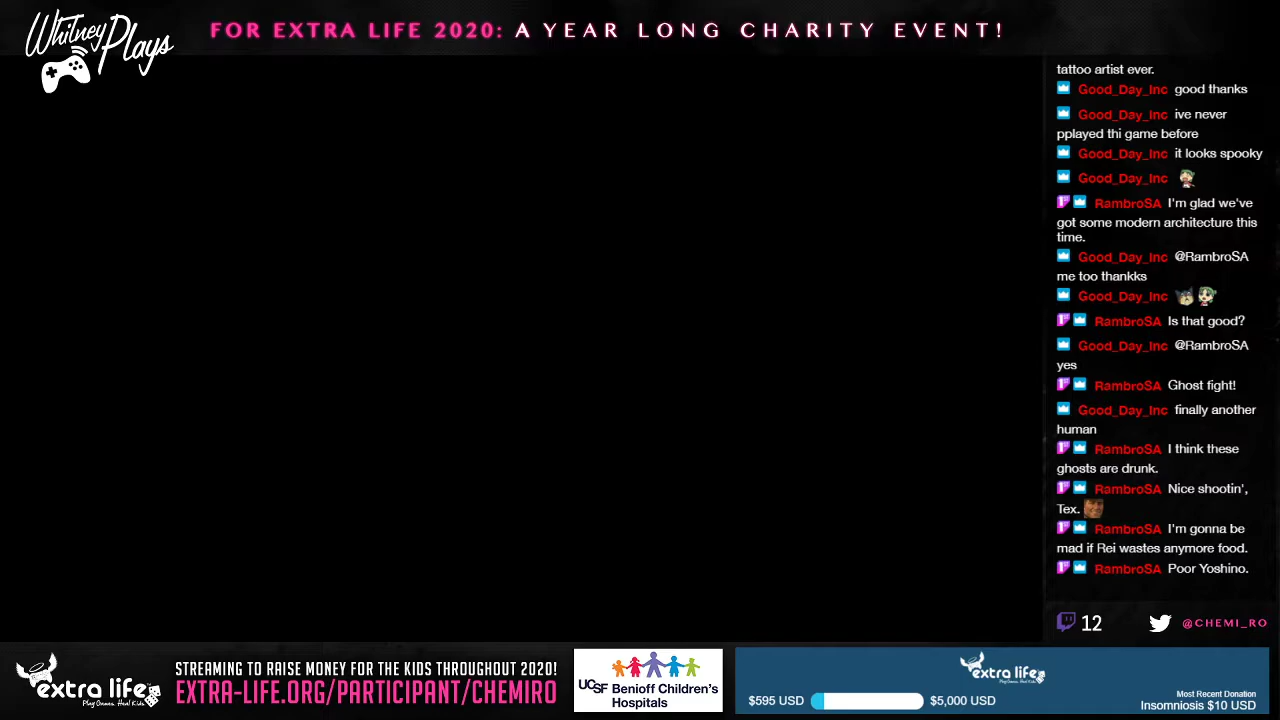 Whitney Plays
FOR EXTRA LIFE 2020: A YEAR LONG CHARITY EVENT!
tattoo artist ever.
Good_Day_Inc good thanks
Good_Day_Inc ive never
pplayed thi game before
Good_Day_Inc it looks spooky
Good_Day_Inc
RambroSA I'm glad we've
got some modern architecture this
time.
Good_Day_Inc @RambroSA
me too thankks
Good_Day_Inc
RambroSA Is that good?
Good_Day_Inc @RambroSA
yes
RambroSA Ghost fight!
Good_Day_Inc finally another
human
RambroSA I think these
ghosts are drunk.
RambroSA Nice shootin',
Tex.
RambroSA I'm gonna be
mad if Rei wastes anymore food.
RambroSA Poor Yoshino.
12 @CHEMI_RO
extra life
Play Games. Heal Kids.
STREAMING TO RAISE MONEY FOR THE KIDS THROUGHOUT 2020!
EXTRA-LIFE.ORG/PARTICIPANT/CHEMIRO
UCSF Benioff Children's
Hospitals
extra life
Play Games. Heal Kids.
$595 USD $5,000 USD
Most Recent Donation
Insomniosis $10 USD